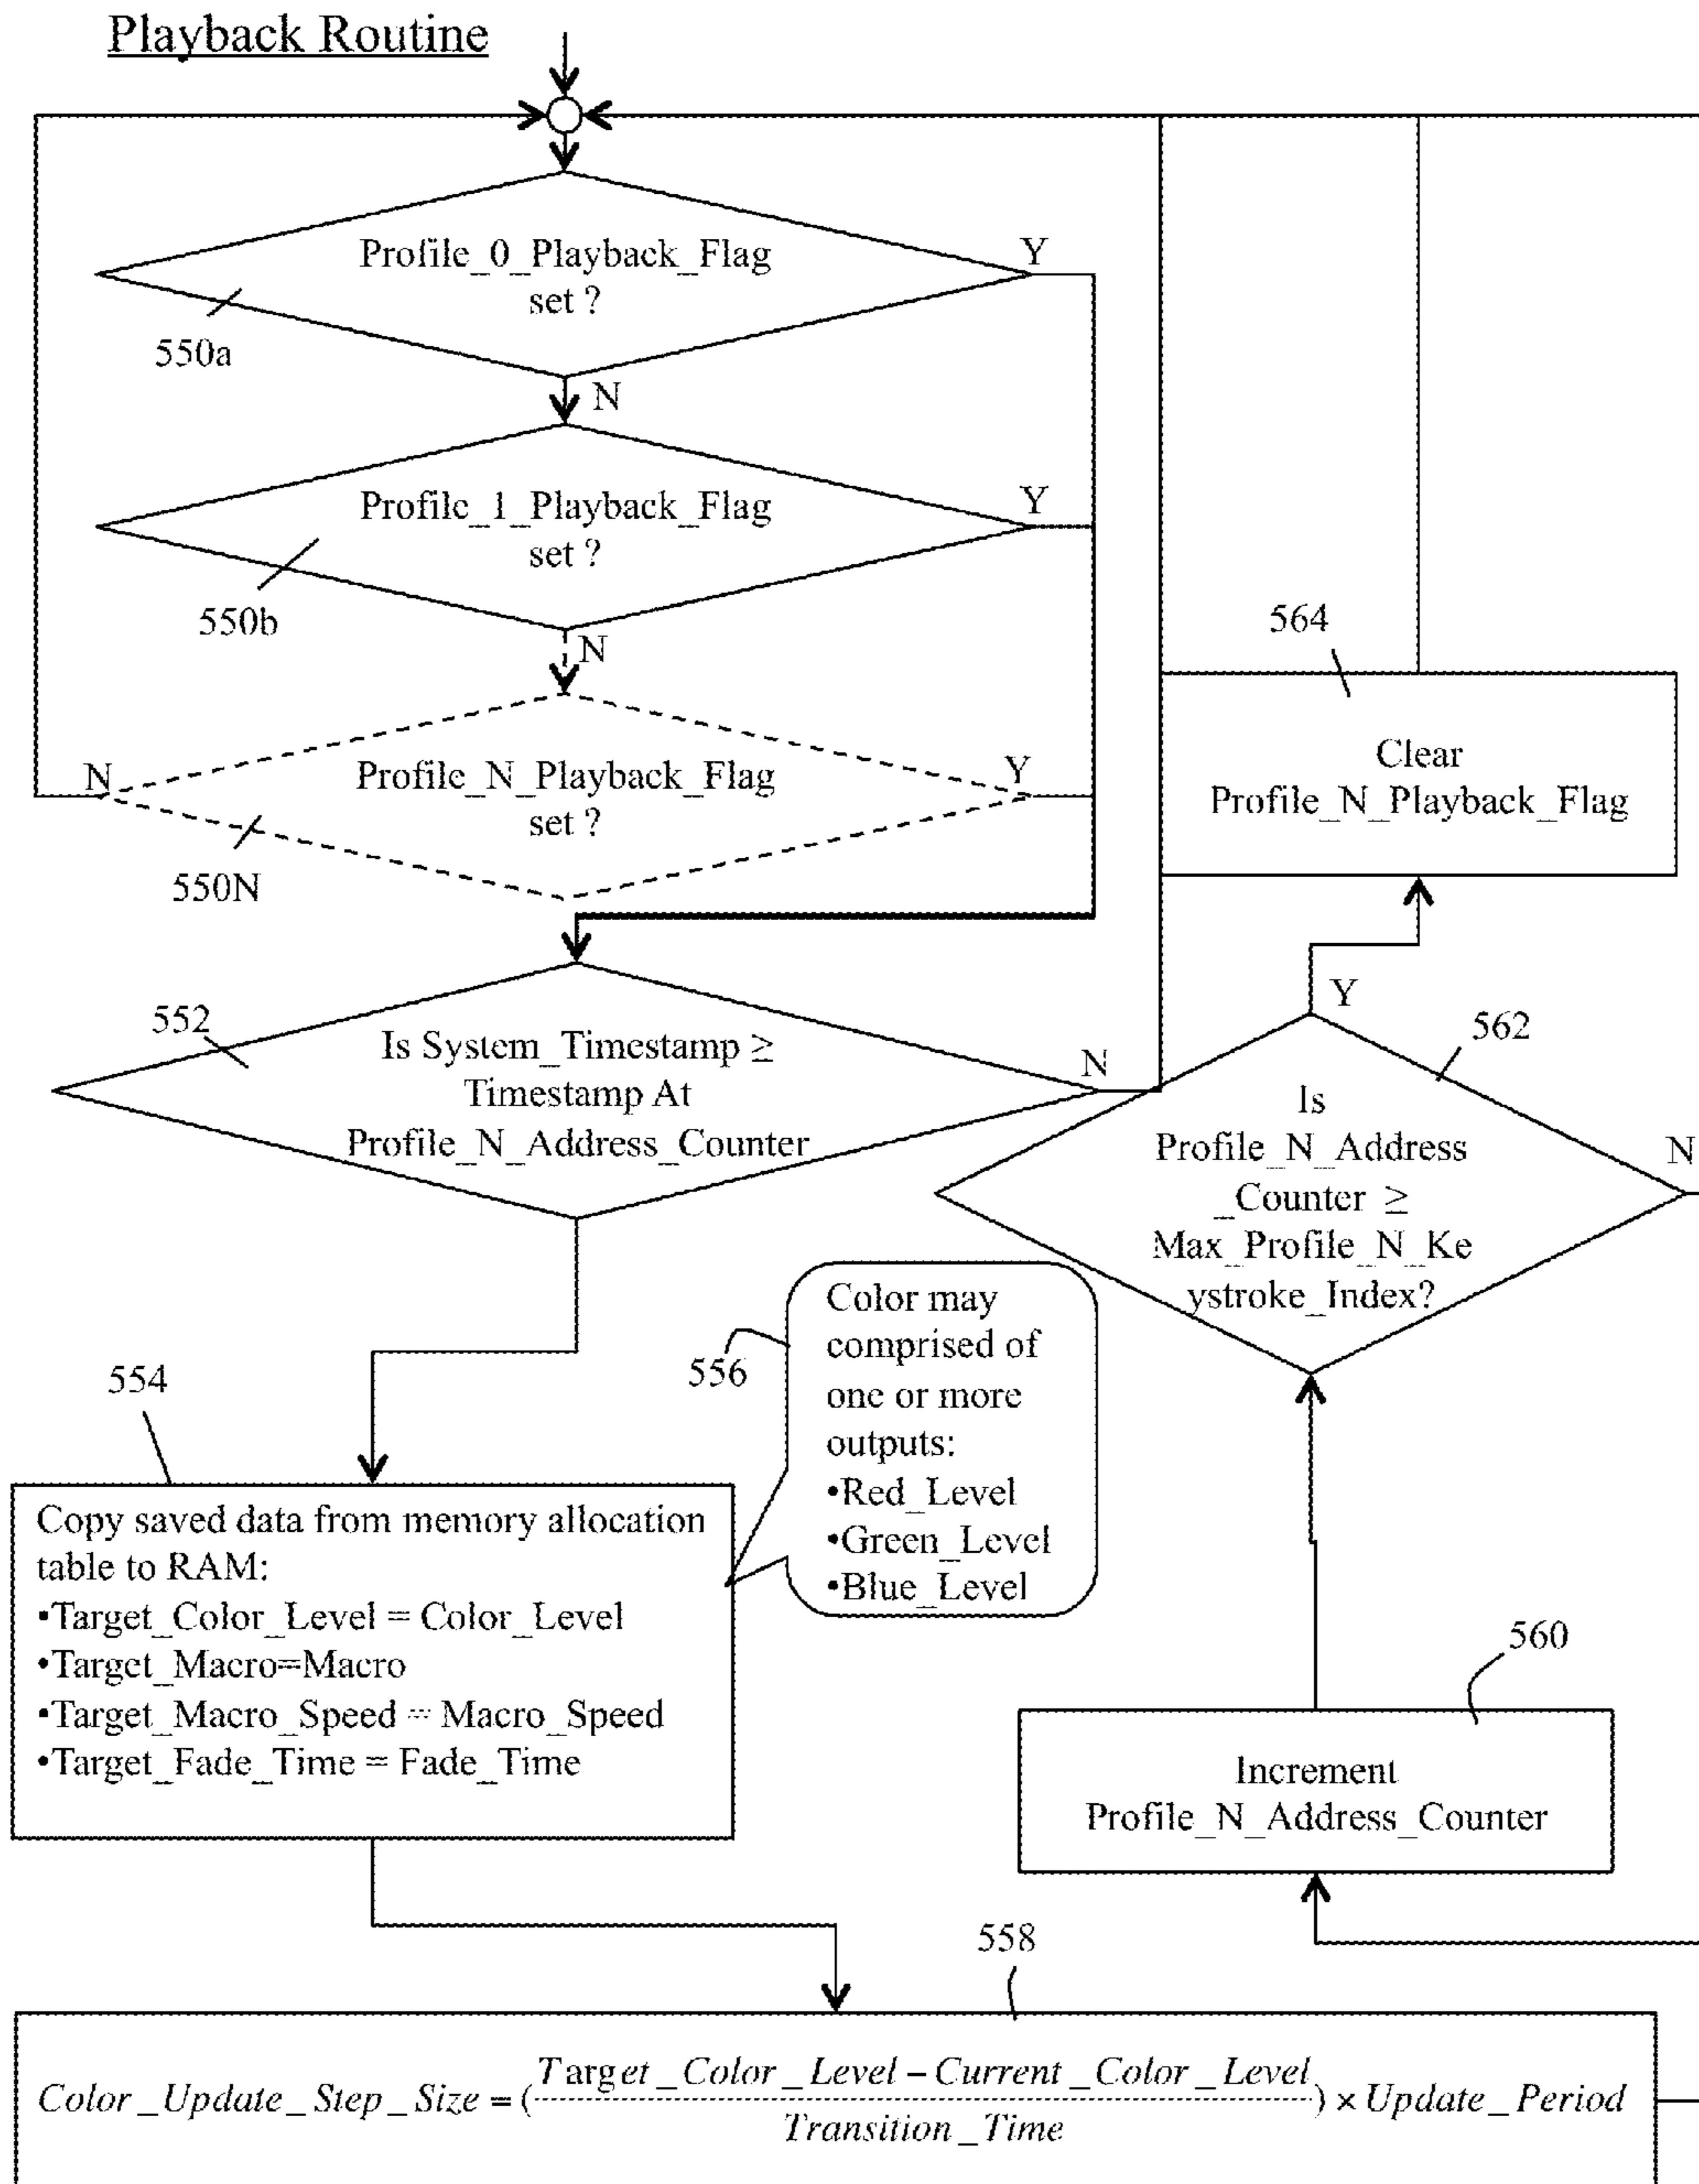 Playback Routine
Profile_0_Playback_Flag
set ?
Y
550a
N
Profile_1_Playback_Flag
set ?
Y
550b
N
Profile_N_Playback_Flag
set ?
N
Y
550N
564
Clear
Profile_N_Playback_Flag
552
Is System_Timestamp ≥
Timestamp At
Profile_N_Address_Counter
N
Y
562
Is
Profile_N_Address
_Counter ≥
Max_Profile_N_Ke
ystroke_Index?
N
556
Color may
comprised of
one or more
outputs:
•Red_Level
•Green_Level
•Blue_Level
554
Copy saved data from memory allocation
table to RAM:
•Target_Color_Level = Color_Level
•Target_Macro=Macro
•Target_Macro_Speed = Macro_Speed
•Target_Fade_Time = Fade_Time
560
Increment
Profile_N_Address_Counter
558
Color_Update_Step_Size = (Target_Color_Level – Current_Color_Level / Transition_Time) × Update_Period